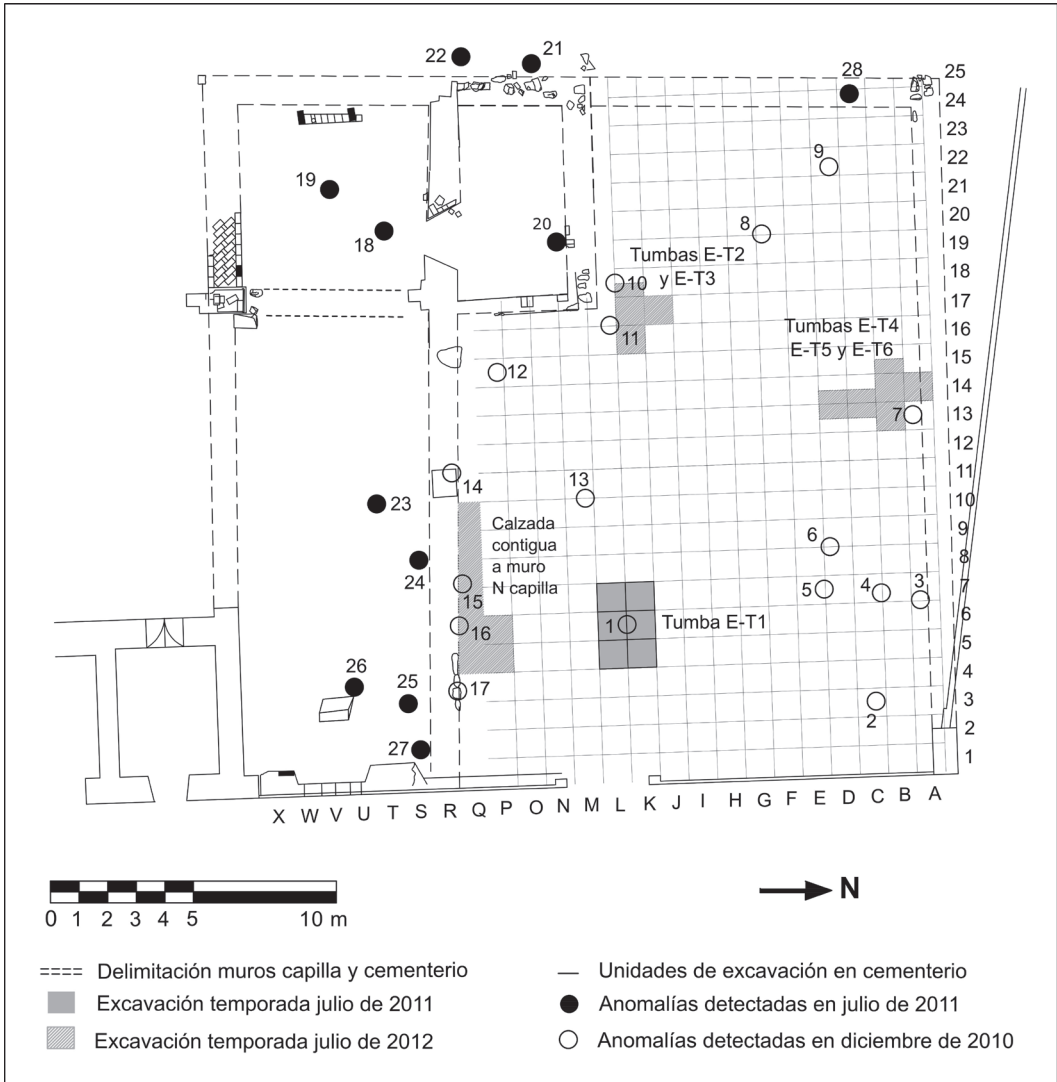 22
21
25
28
24
23
9
22
19
21
20
8
18
20
19
Tumbas E-T2
y E-T3
18
10
17
Tumbas E-T4
E-T5 y E-T6
16
11
15
12
14
7
13
12
14
13
11
10
23
Calzada
contigua
a muro
N capilla
9
6
8
24
15
5
4
3
7
6
16
1
Tumba E-T1
5
4
26
25
17
2
3
2
27
1
X W V U T S R Q P O N M L K J I H G F E D C B A
0 1 2 3 4 5 10 m
N
Delimitación muros capilla y cementerio
Excavación temporada julio de 2011
Excavación temporada julio de 2012
Unidades de excavación en cementerio
Anomalías detectadas en julio de 2011
Anomalías detectadas en diciembre de 2010